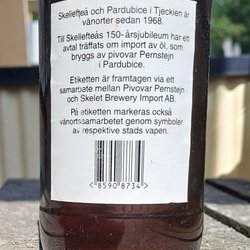 Skellefteå och Pardubice i Tjeckien är
vänorter sedan 1968.
Till Skellefteås 150- årsjubileum har ett
avtal träffats om import av öl, som
bryggs av pivovar Pernstejn
i Pardubice.
Etiketten är framtagen via ett
samarbete mellan Pivovar Pernstejn
och Skelet Brewery Import AB.
På etiketten markeras också
vänortssamarbetet genom symboler
av respektive stads vapen.
<85908734>